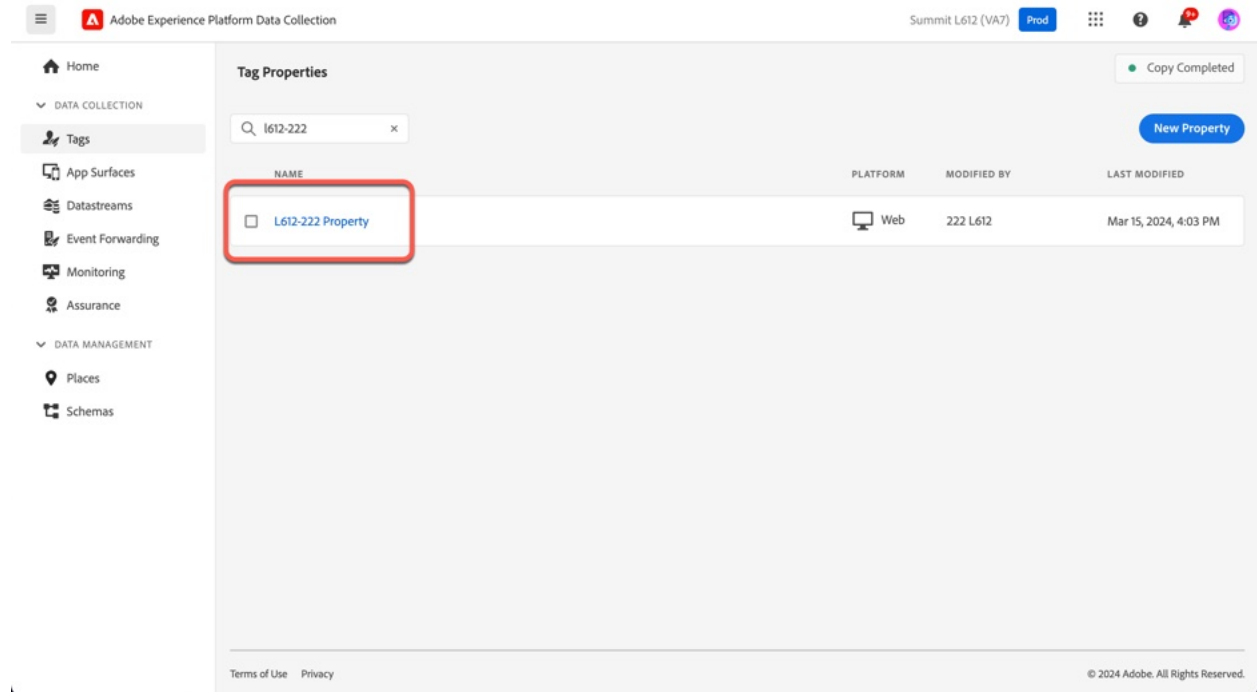 Adobe Experience Platform Data Collection
Summit L612 (VA7) Prod
9+
Home
DATA COLLECTION
Tags
App Surfaces
Datastreams
Event Forwarding
Monitoring
Assurance
DATA MANAGEMENT
Places
Schemas
Tag Properties
Copy Completed
l612-222
New Property
NAME PLATFORM MODIFIED BY LAST MODIFIED
L612-222 Property Web 222 L612 Mar 15, 2024, 4:03 PM
Terms of Use Privacy © 2024 Adobe. All Rights Reserved.